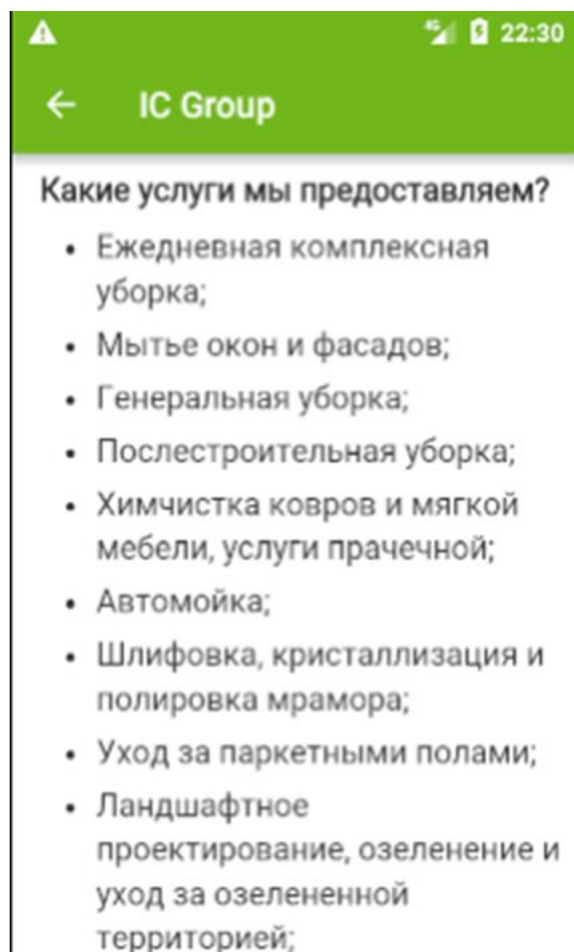 4G 22:30
IC Group
Какие услуги мы предоставляем?
• Ежедневная комплексная
уборка;
• Мытье окон и фасадов;
• Генеральная уборка;
• Послестроительная уборка;
• Химчистка ковров и мягкой
мебели, услуги прачечной;
• Автомойка;
• Шлифовка, кристаллизация и
полировка мрамора;
• Уход за паркетными полами;
• Ландшафтное
проектирование, озеленение и
уход за озелененной
территорией;